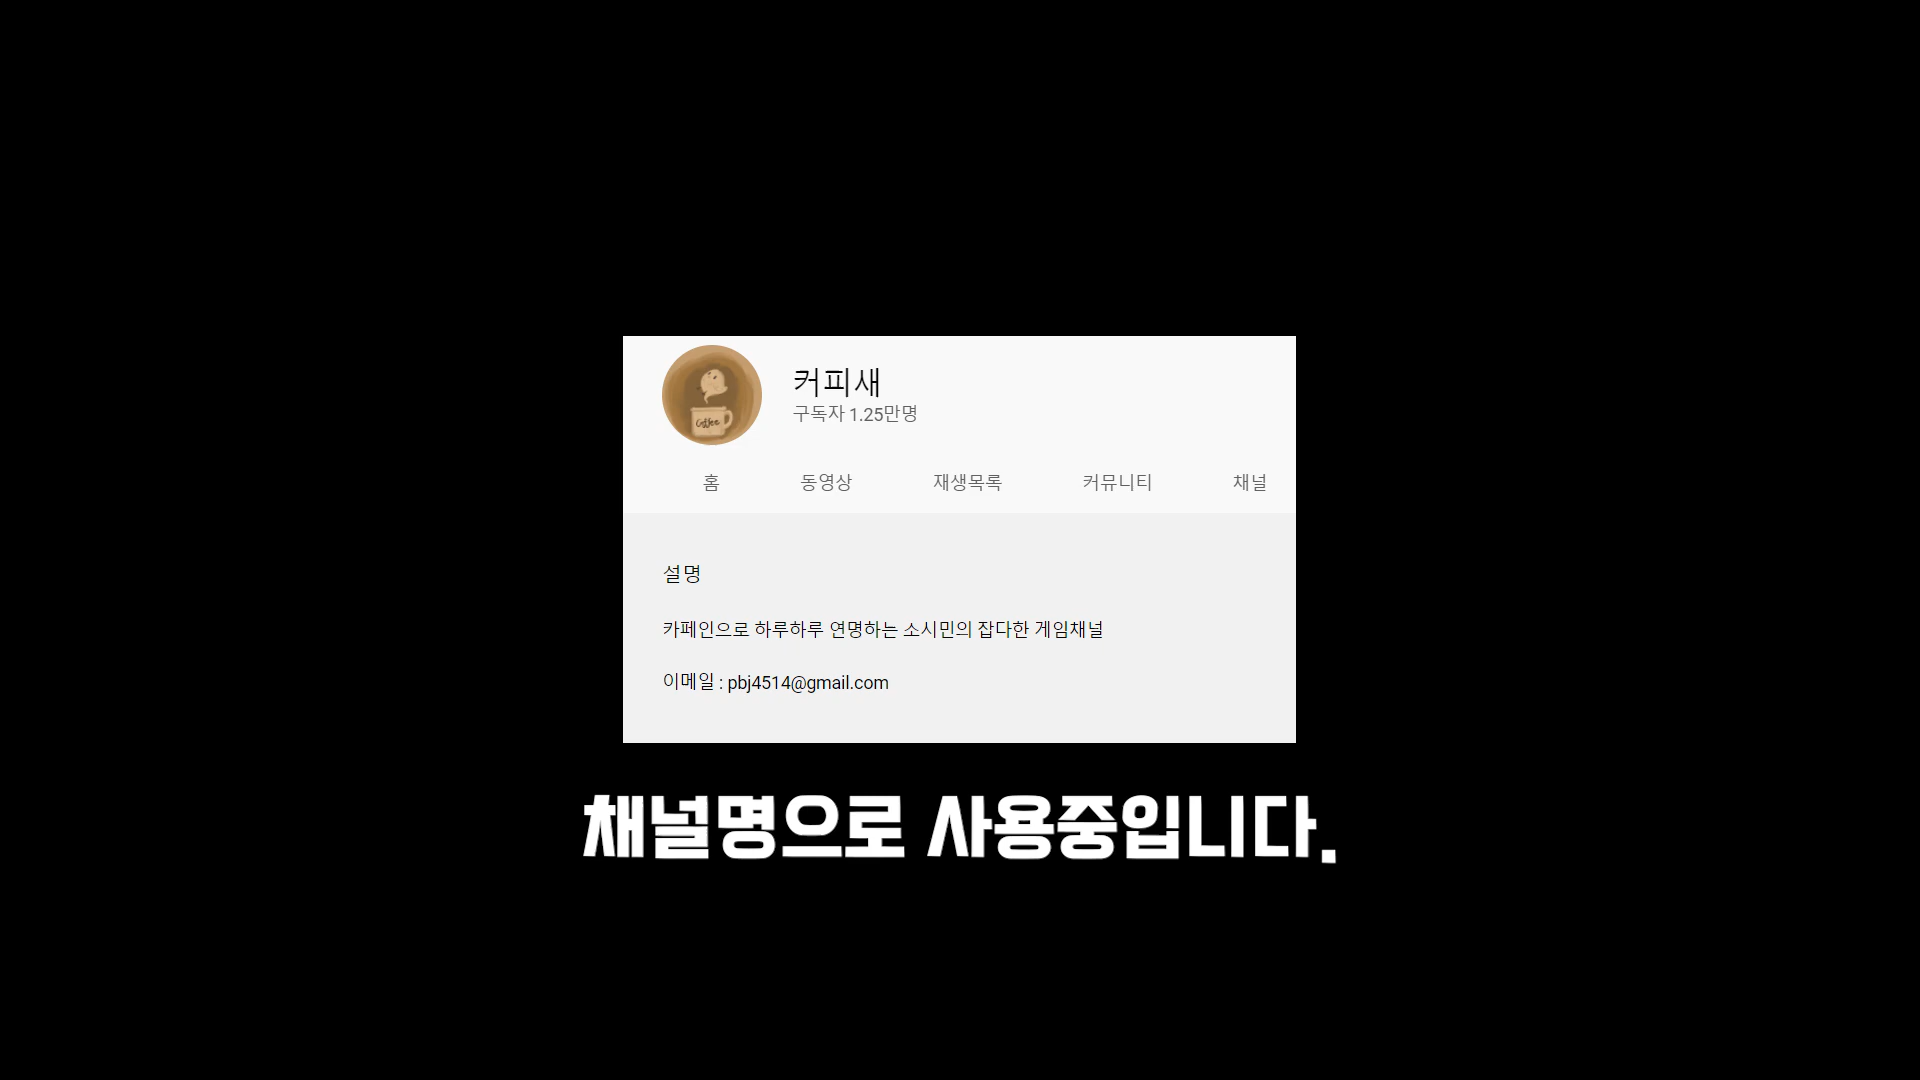 커피새
구독자 1.25만명
Coffee
홈 동영상 재생목록 커뮤니티 채널
설명
카페인으로 하루하루 연명하는 소시민의 잡다한 게임채널
이메일 : pbj4514@gmail.com
채널명으로 사용중입니다.